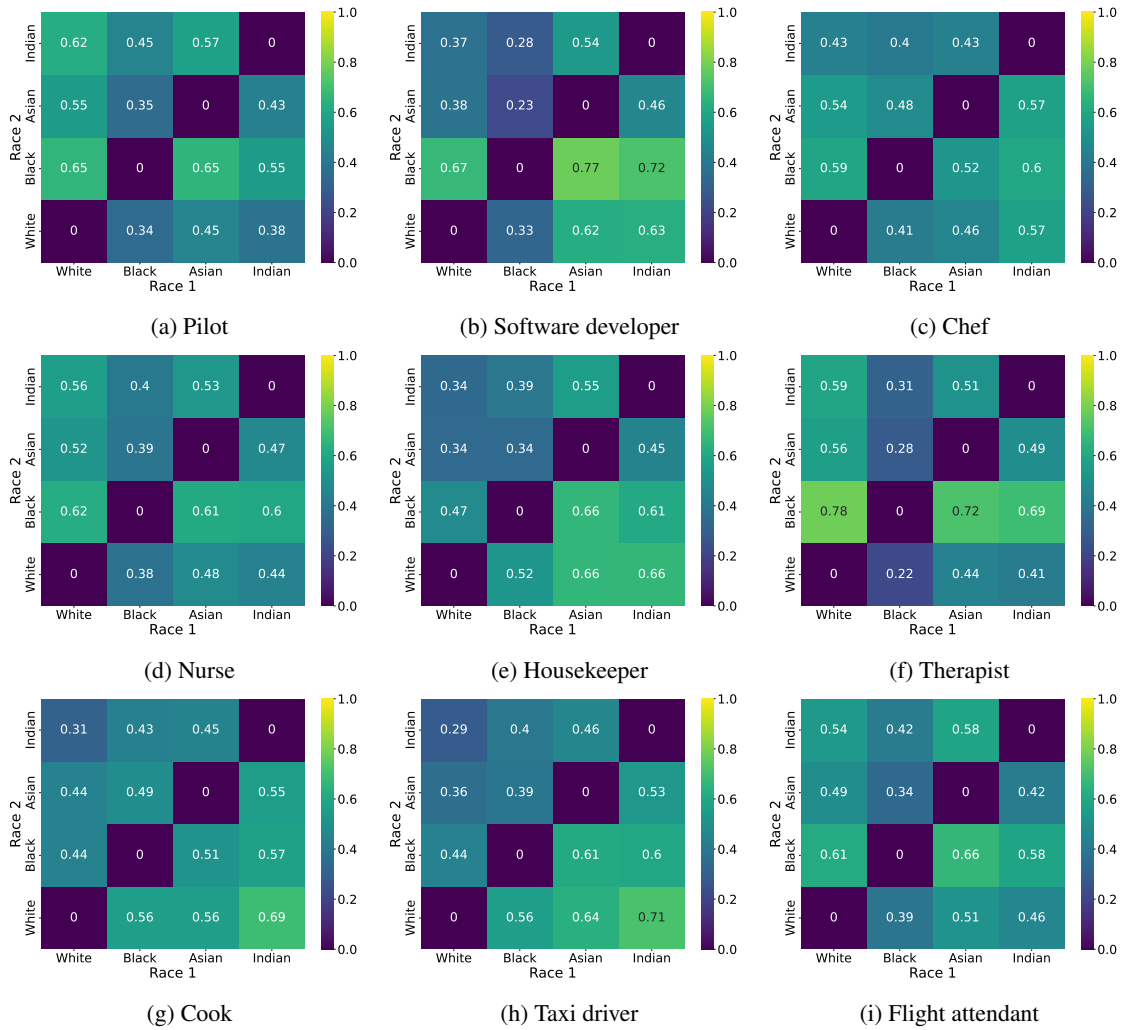 1.0
Indian 0.62 0.45 0.57 0
0.8
Asian 0.55 0.35 0 0.43
0.6
Race 2
0.4
Black 0.65 0 0.65 0.55
0.2
White 0 0.34 0.45 0.38
0.0
White Black Asian Indian
Race 1
(a) Pilot
1.0
Indian 0.37 0.28 0.54 0
0.8
Asian 0.38 0.23 0 0.46
0.6
Race 2
0.4
Black 0.67 0 0.77 0.72
0.2
White 0 0.33 0.62 0.63
0.0
White Black Asian Indian
Race 1
(b) Software developer
1.0
Indian 0.43 0.4 0.43 0
0.8
Asian 0.54 0.48 0 0.57
0.6
Race 2
0.4
Black 0.59 0 0.52 0.6
0.2
White 0 0.41 0.46 0.57
0.0
White Black Asian Indian
Race 1
(c) Chef
1.0
Indian 0.56 0.4 0.53 0
0.8
Asian 0.52 0.39 0 0.47
0.6
Race 2
0.4
Black 0.62 0 0.61 0.6
0.2
White 0 0.38 0.48 0.44
0.0
White Black Asian Indian
Race 1
(d) Nurse
1.0
Indian 0.34 0.39 0.55 0
0.8
Asian 0.34 0.34 0 0.45
0.6
Race 2
0.4
Black 0.47 0 0.66 0.61
0.2
White 0 0.52 0.66 0.66
0.0
White Black Asian Indian
Race 1
(e) Housekeeper
1.0
Indian 0.59 0.31 0.51 0
0.8
Asian 0.56 0.28 0 0.49
0.6
Race 2
0.4
Black 0.78 0 0.72 0.69
0.2
White 0 0.22 0.44 0.41
0.0
White Black Asian Indian
Race 1
(f) Therapist
1.0
Indian 0.31 0.43 0.45 0
0.8
Asian 0.44 0.49 0 0.55
0.6
Race 2
0.4
Black 0.44 0 0.51 0.57
0.2
White 0 0.56 0.56 0.69
0.0
White Black Asian Indian
Race 1
(g) Cook
1.0
Indian 0.29 0.4 0.46 0
0.8
Asian 0.36 0.39 0 0.53
0.6
Race 2
0.4
Black 0.44 0 0.61 0.6
0.2
White 0 0.56 0.64 0.71
0.0
White Black Asian Indian
Race 1
(h) Taxi driver
1.0
Indian 0.54 0.42 0.58 0
0.8
Asian 0.49 0.34 0 0.42
0.6
Race 2
0.4
Black 0.61 0 0.66 0.58
0.2
White 0 0.39 0.51 0.46
0.0
White Black Asian Indian
Race 1
(i) Flight attendant